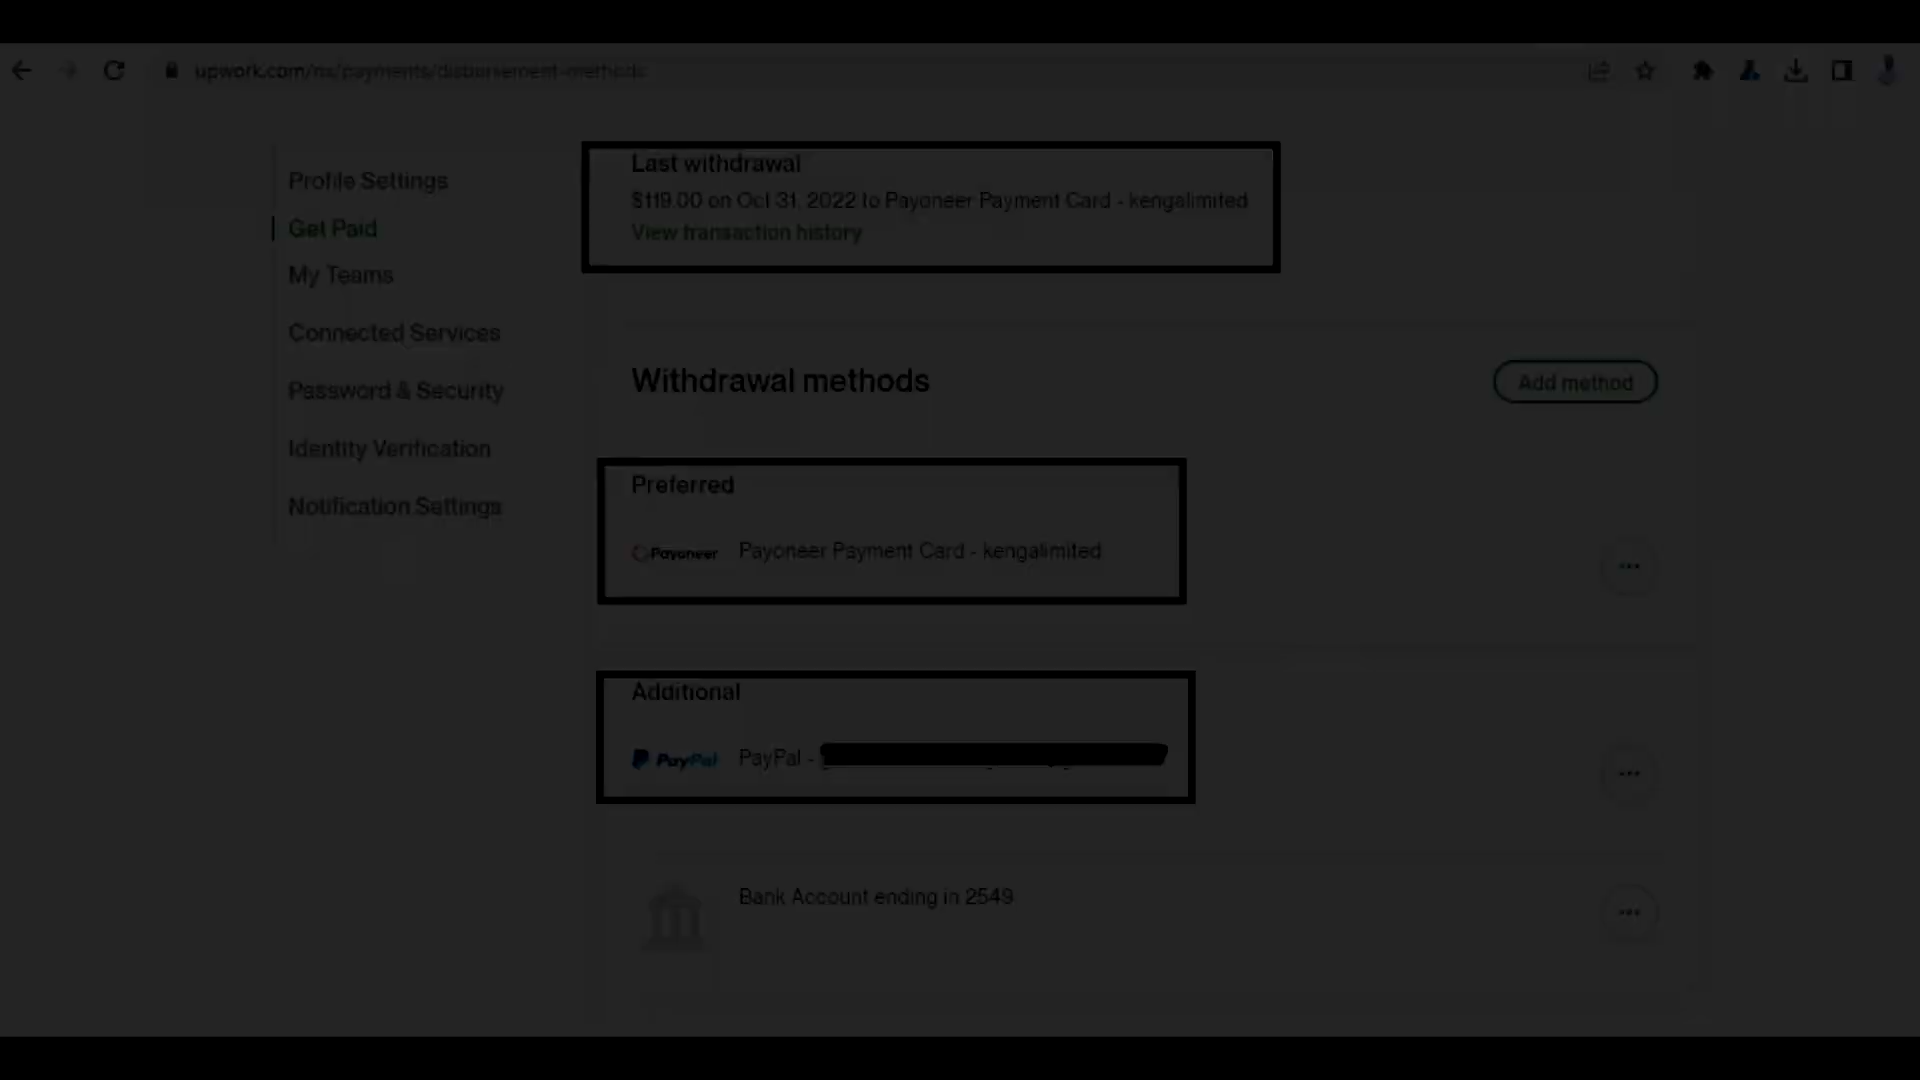 upwork.com/nx/payments/disbursement-methods
Profile Settings
Get Paid
My Teams
Connected Services
Password & Security
Identity Verification
Notification Settings
Last withdrawal
$119.00 on Oct 31, 2022 to Payoneer Payment Card - kengalimited
View transaction history
Withdrawal methods
Add method
Preferred
Payoneer Payoneer Payment Card - kengalimited
Additional
PayPal PayPal -
Bank Account ending in 2549